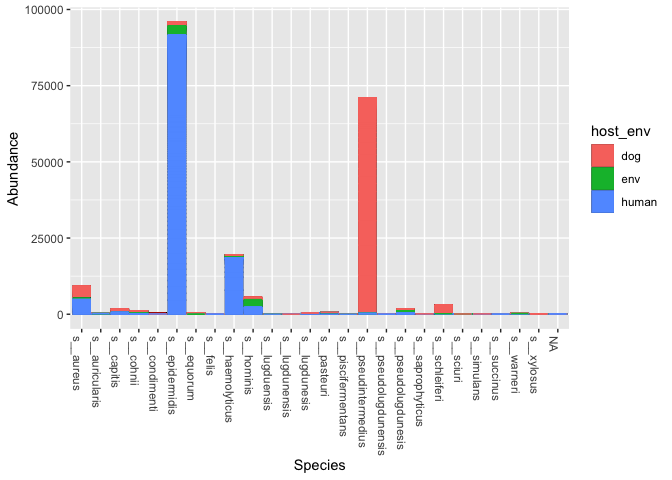 100000
75000
50000
25000
0
Abundance
s__aureus
s__auricularis
s__capitis
s__cohnii
s__condimenti
s__epidermidis
s__equorum
s__felis
s__haemolyticus
s__hominis
s__lugduensis
s__lugdunensis
s__lugdunesis
s__pasteuri
s__piscifermentans
s__pseudintermedius
s__pseudolugdunensis
s__pseudolugdunesis
s__saprophyticus
s__schleiferi
s__sciuri
s__simulans
s__succinus
s__warneri
s__xylosus
NA
Species
host_env
dog
env
human